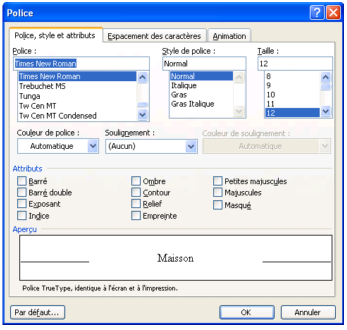 Police
Police, style et attributs Espacement des caractères Animation
Police : Style de police : Taille :
Times New Roman Normal 12
Times New Roman Normal 8
Trebuchet MS Italique 9
Tunga Gras 10
Tw Cen MT Gras Italique 11
Tw Cen MT Condensed 12
Couleur de police : Soulignement : Couleur de soulignement :
Automatique (Aucun) Automatique
Attributs
Barré Ombre Petites majuscules
Barré double Contour Majuscules
Exposant Relief Masqué
Indice Empreinte
Aperçu
Maisson
Police TrueType, identique à l'écran et à l'impression.
Par défaut... OK Annuler